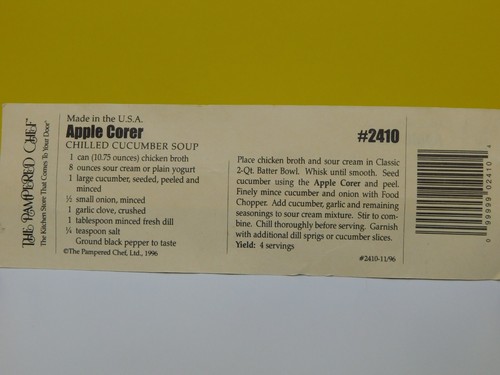 THE PAMPERED CHEF
The Kitchen Store That Comes To Your Door
Made in the U.S.A.
Apple Corer
CHILLED CUCUMBER SOUP
1 can (10.75 ounces) chicken broth
8 ounces sour cream or plain yogurt
1 large cucumber, seeded, peeled and
minced
½ small onion, minced
1 garlic clove, crushed
1 tablespoon minced fresh dill
¼ teaspoon salt
Ground black pepper to taste
©The Pampered Chef, Ltd., 1996
#2410
Place chicken broth and sour cream in Classic
2-Qt. Batter Bowl. Whisk until smooth. Seed
cucumber using the Apple Corer and peel.
Finely mince cucumber and onion with Food
Chopper. Add cucumber, garlic and remaining
seasonings to sour cream mixture. Stir to com-
bine. Chill thoroughly before serving. Garnish
with additional dill sprigs or cucumber slices.
Yield: 4 servings
#2410-11/96
0 99999 02410 4